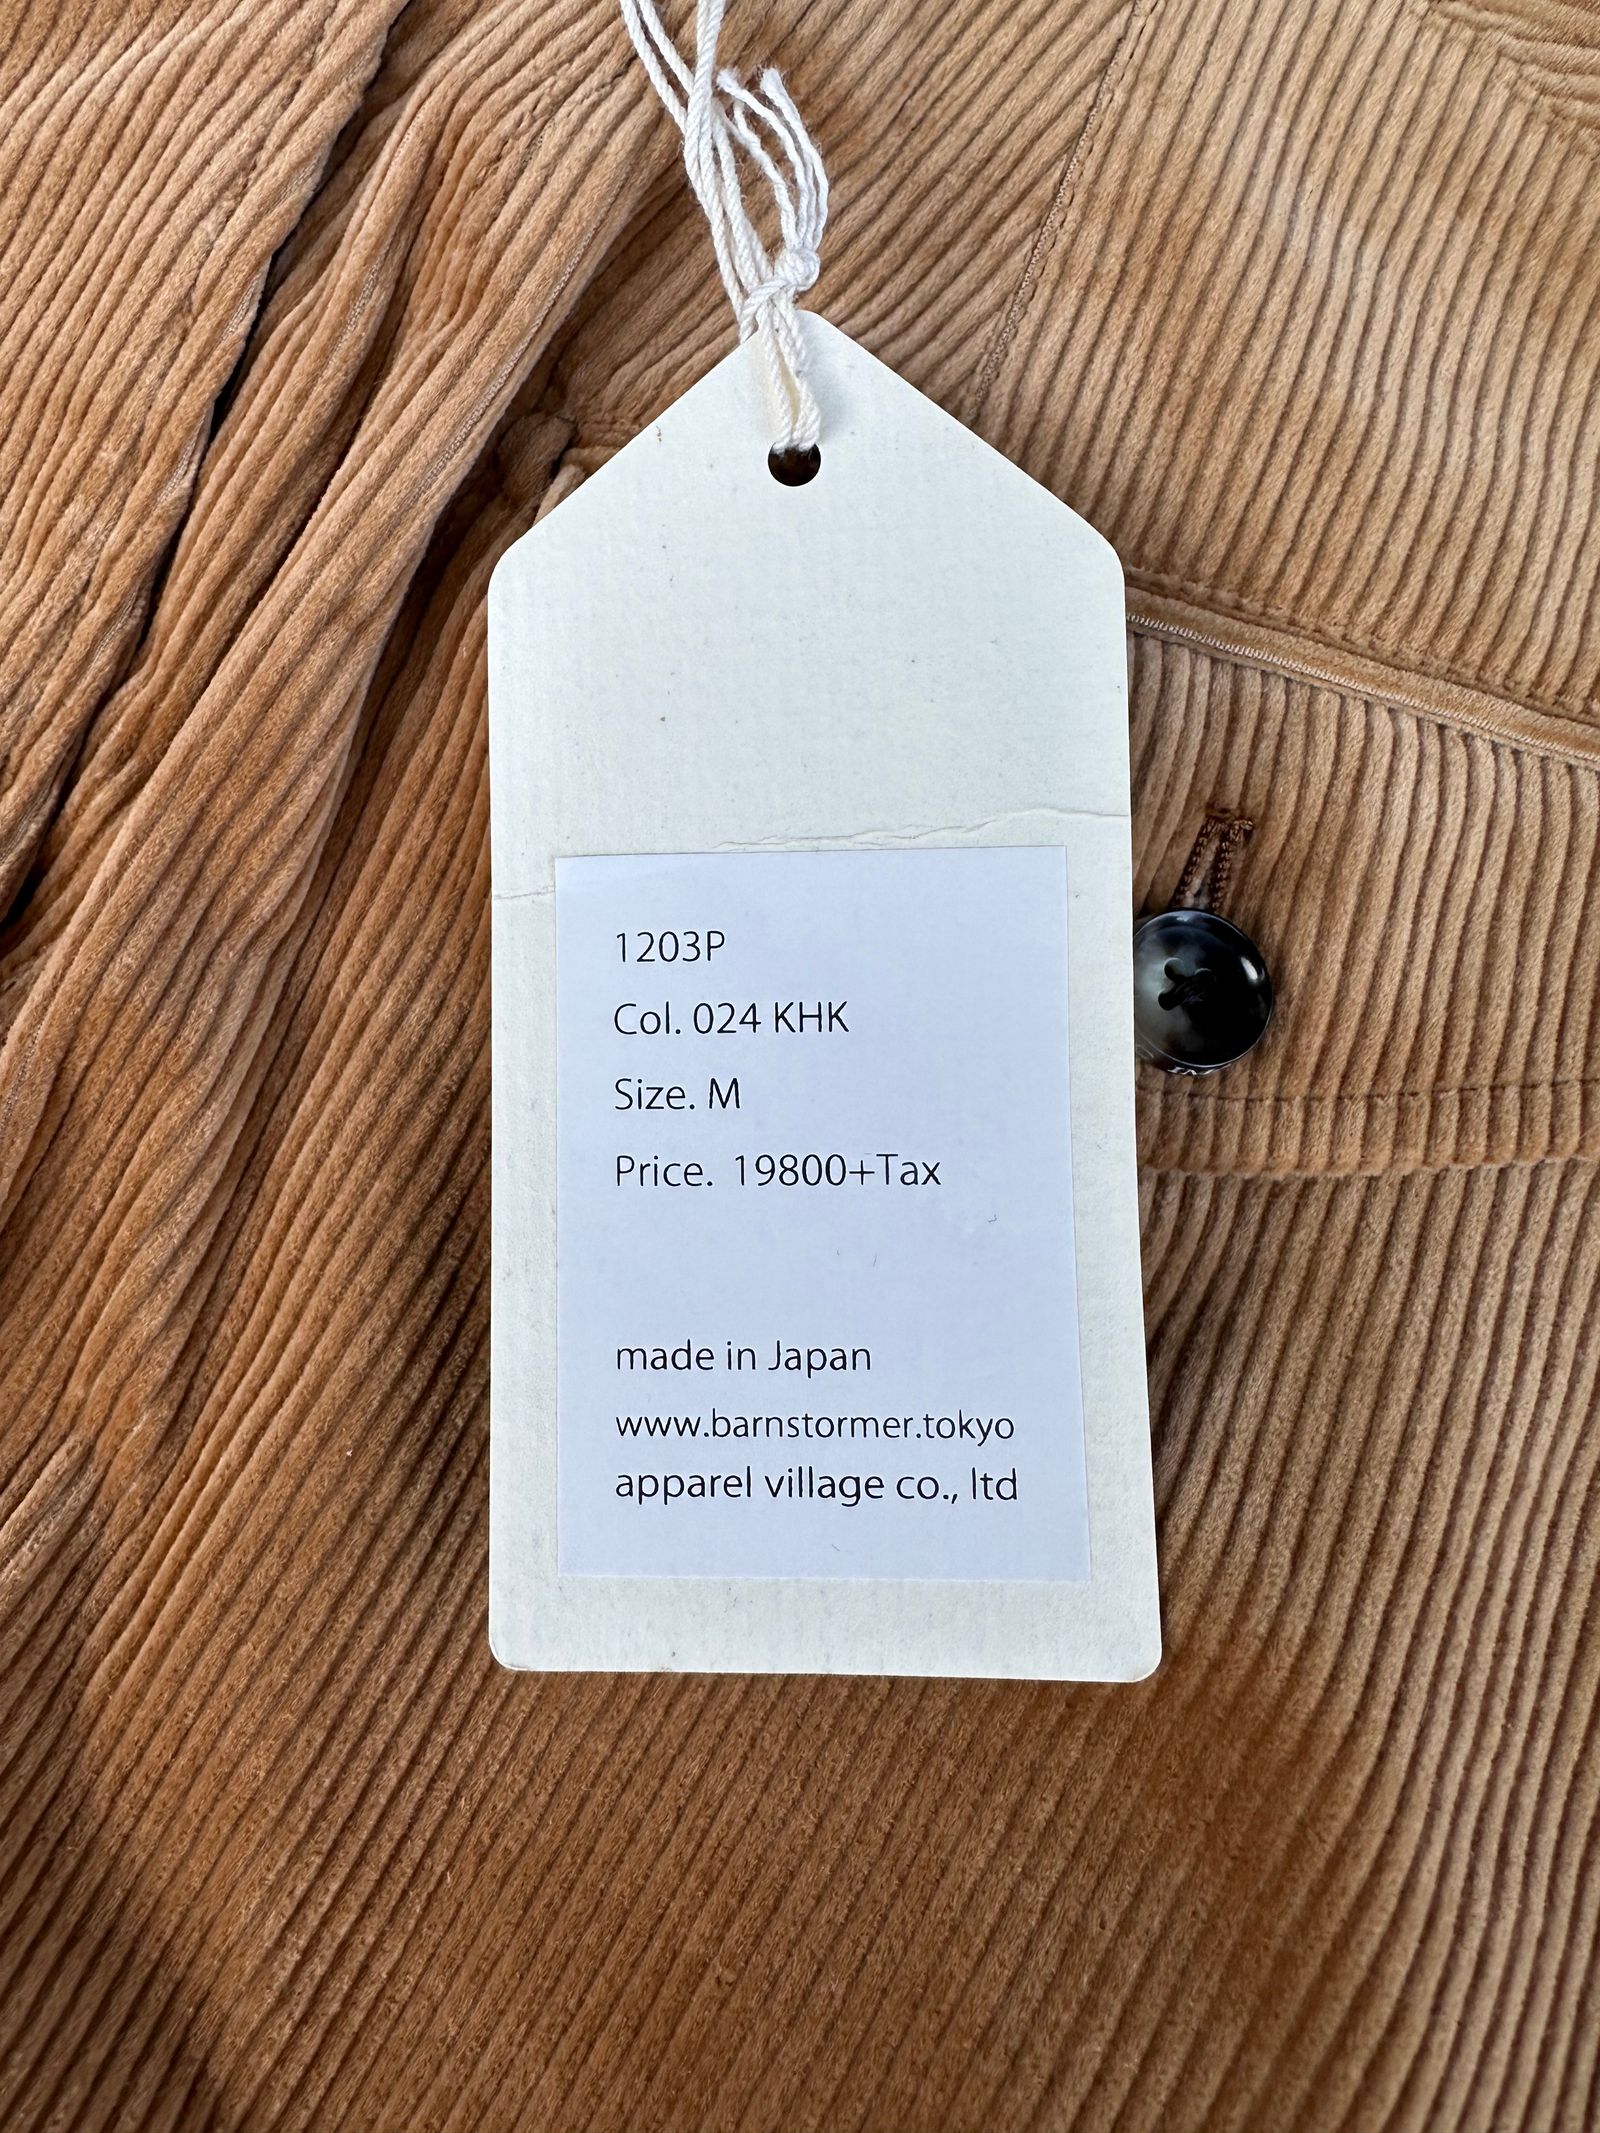 1203P
Col. 024 KHK
Size. M
Price. 19800+Tax
made in Japan
www.barnstormer.tokyo
apparel village co., ltd